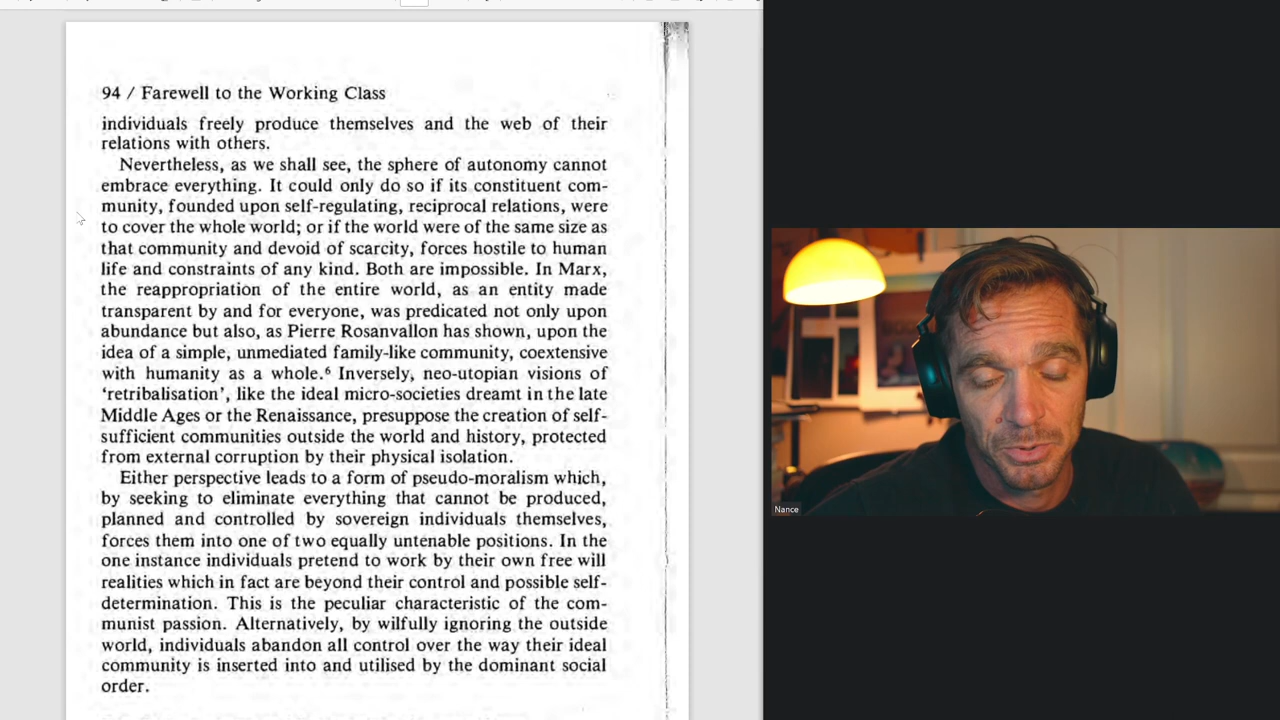 94 / Farewell to the Working Class
individuals freely produce themselves and the web of their
relations with others.
Nevertheless, as we shall see, the sphere of autonomy cannot
embrace everything. It could only do so if its constituent com-
munity, founded upon self-regulating, reciprocal relations, were
to cover the whole world; or if the world were of the same size as
that community and devoid of scarcity, forces hostile to human
life and constraints of any kind. Both are impossible. In Marx,
the reappropriation of the entire world, as an entity made
transparent by and for everyone, was predicated not only upon
abundance but also, as Pierre Rosanvallon has shown, upon the
idea of a simple, unmediated family-like community, coextensive
with humanity as a whole.⁶ Inversely, neo-utopian visions of
‘retribalisation’, like the ideal micro-societies dreamt in the late
Middle Ages or the Renaissance, presuppose the creation of self-
sufficient communities outside the world and history, protected
from external corruption by their physical isolation.
Either perspective leads to a form of pseudo-moralism which,
by seeking to eliminate everything that cannot be produced,
planned and controlled by sovereign individuals themselves,
forces them into one of two equally untenable positions. In the
one instance individuals pretend to work by their own free will
realities which in fact are beyond their control and possible self-
determination. This is the peculiar characteristic of the com-
munist passion. Alternatively, by wilfully ignoring the outside
world, individuals abandon all control over the way their ideal
community is inserted into and utilised by the dominant social
order.
Nance